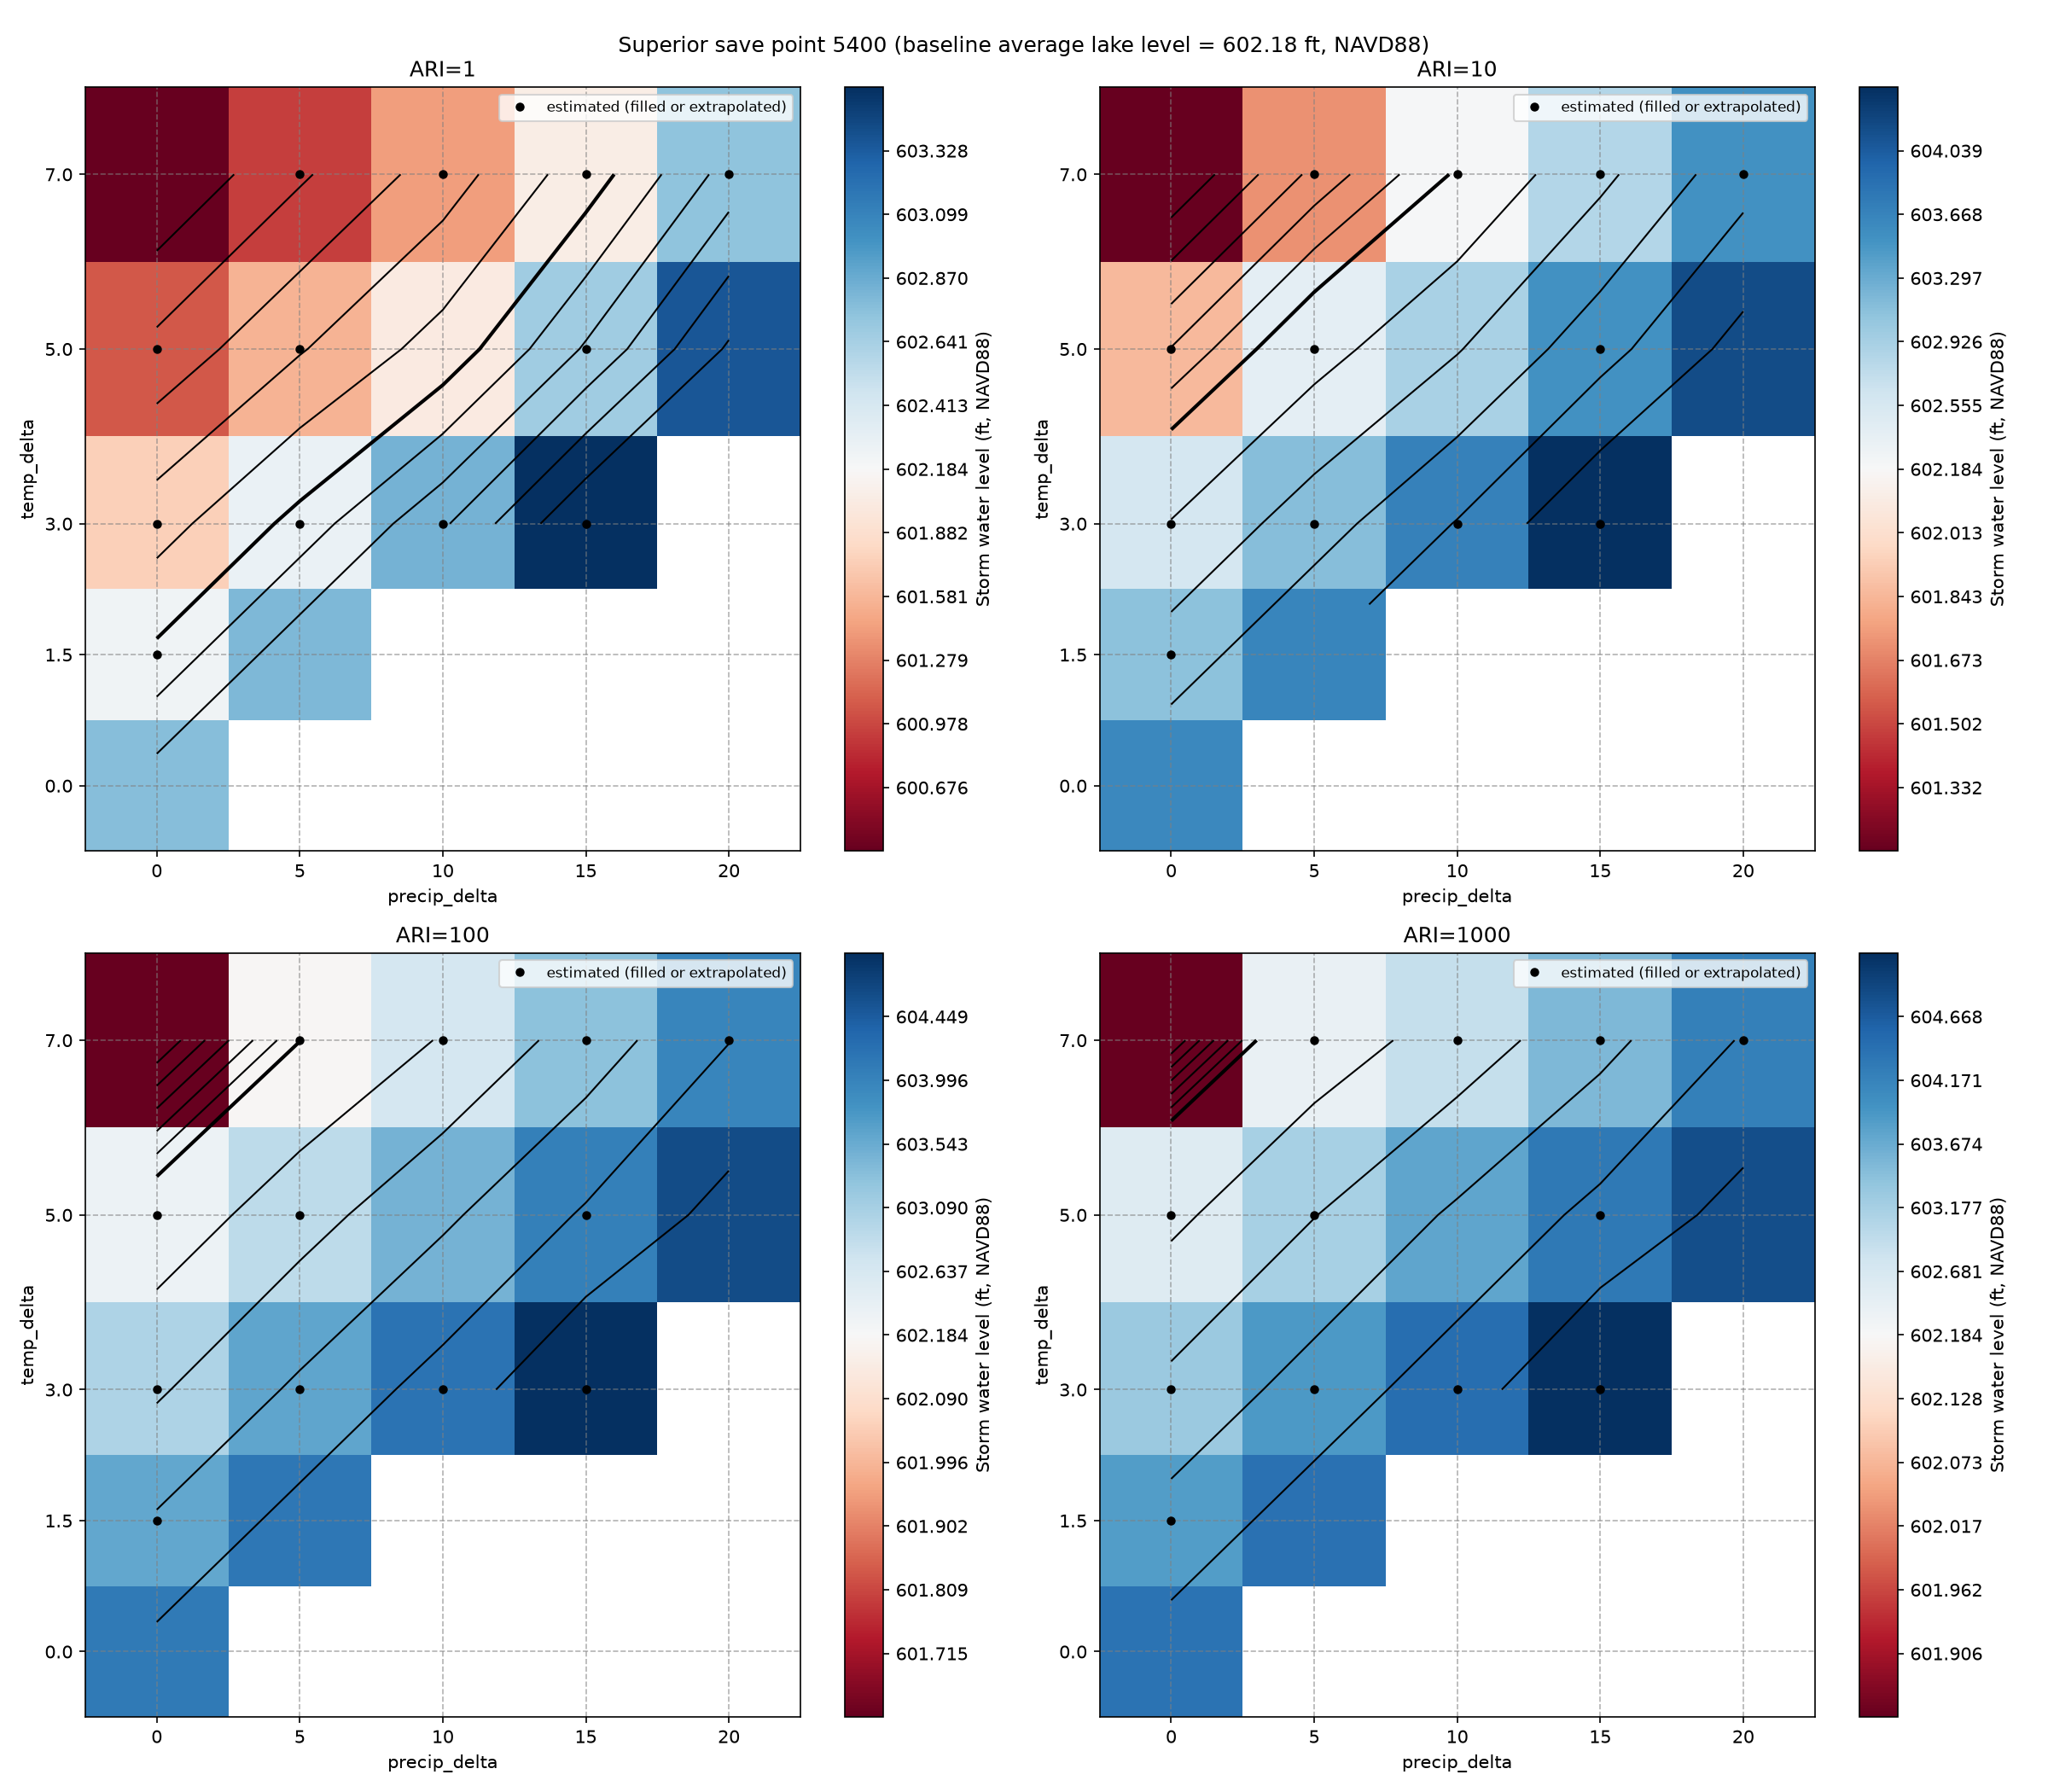 Superior save point 5400 (baseline average lake level = 602.18 ft, NAVD88)
ARI=1
estimated (filled or extrapolated)
7.0
5.0
3.0
1.5
0.0
temp_delta
0 5 10 15 20
precip_delta
603.328
603.099
602.870
602.641
602.413
602.184
601.882
601.581
601.279
600.978
600.676
Storm water level (ft, NAVD88)
ARI=10
estimated (filled or extrapolated)
7.0
5.0
3.0
1.5
0.0
temp_delta
0 5 10 15 20
precip_delta
604.039
603.668
603.297
602.926
602.555
602.184
602.013
601.843
601.673
601.502
601.332
Storm water level (ft, NAVD88)
ARI=100
estimated (filled or extrapolated)
7.0
5.0
3.0
1.5
0.0
temp_delta
0 5 10 15 20
precip_delta
604.449
603.996
603.543
603.090
602.637
602.184
602.090
601.996
601.902
601.809
601.715
Storm water level (ft, NAVD88)
ARI=1000
estimated (filled or extrapolated)
7.0
5.0
3.0
1.5
0.0
temp_delta
0 5 10 15 20
precip_delta
604.668
604.171
603.674
603.177
602.681
602.184
602.128
602.073
602.017
601.962
601.906
Storm water level (ft, NAVD88)